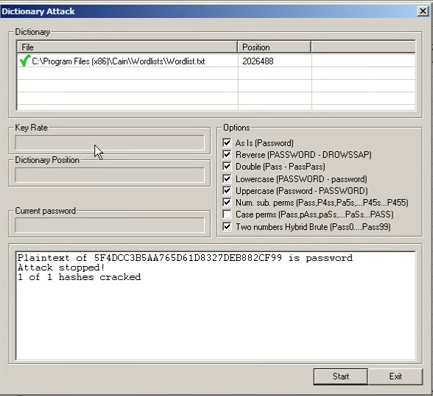 Dictionary Attack
Dictionary
File Position
C:\Program Files (x86)\Cain\Wordlists\Wordlist.txt 2026488
Key Rate
Dictionary Position
Current password
Options
As Is (Password)
Reverse (PASSWORD - DROWSSAP)
Double (Pass - PassPass)
Lowercase (PASSWORD - password)
Uppercase (Password - PASSWORD)
Num. sub. perms (Pass,P4ss,Pa5s,...P45s...P455)
Case perms (Pass,pAss,paSs,...PaSs...PASS)
Two numbers Hybrid Brute (Pass0....Pass99)
Plaintext of 5F4DCC3B5AA765D61D8327DEB882CF99 is password
Attack stopped!
1 of 1 hashes cracked
Start Exit